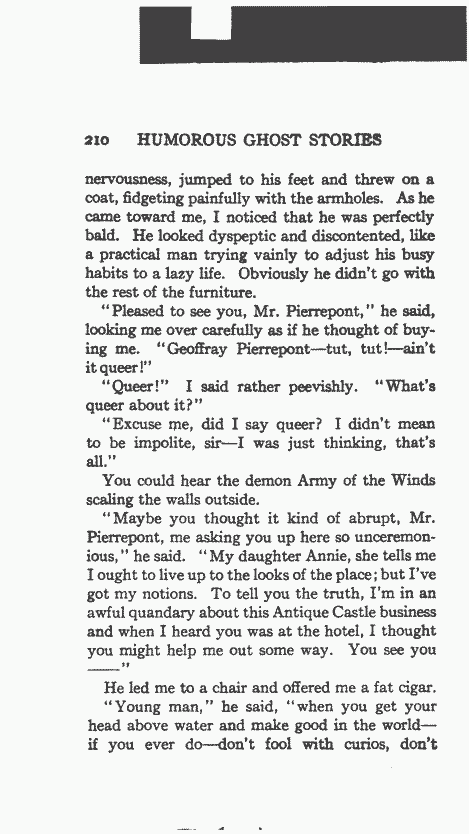 210 HUMOROUS GHOST STORIES
nervousness, jumped to his feet and threw on a
coat, fidgeting painfully with the armholes. As he
came toward me, I noticed that he was perfectly
bald. He looked dyspeptic and discontented, like
a practical man trying vainly to adjust his busy
habits to a lazy life. Obviously he didn't go with
the rest of the furniture.
"Pleased to see you, Mr. Pierrepont," he said,
looking me over carefully as if he thought of buy-
ing me. "Geoffray Pierrepont—tut, tut!—ain't
it queer!"
"Queer!" I said rather peevishly. "What's
queer about it?"
"Excuse me, did I say queer? I didn't mean
to be impolite, sir—I was just thinking, that's
all."
You could hear the demon Army of the Winds
scaling the walls outside.
"Maybe you thought it kind of abrupt, Mr.
Pierrepont, me asking you up here so unceremon-
ious," he said. "My daughter Annie, she tells me
I ought to live up to the looks of the place; but I've
got my notions. To tell you the truth, I'm in an
awful quandary about this Antique Castle business
and when I heard you was at the hotel, I thought
you might help me out some way. You see you
——"
He led me to a chair and offered me a fat cigar.
"Young man," he said, "when you get your
head above water and make good in the world—
if you ever do—don't fool with curios, don't